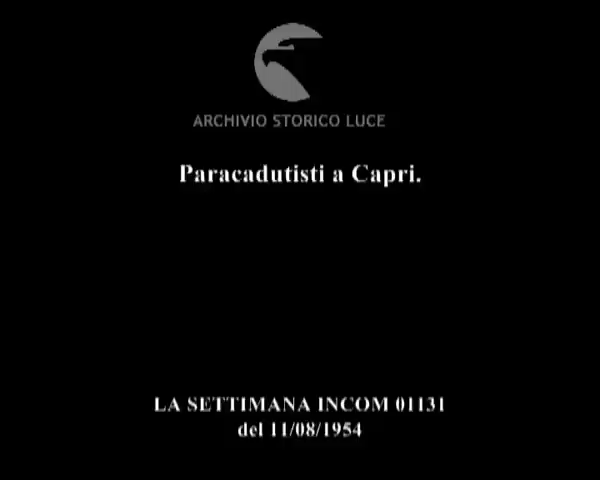 ARCHIVIO STORICO LUCE
Paracadutisti a Capri.
LA SETTIMANA INCOM 01131
del 11/08/1954